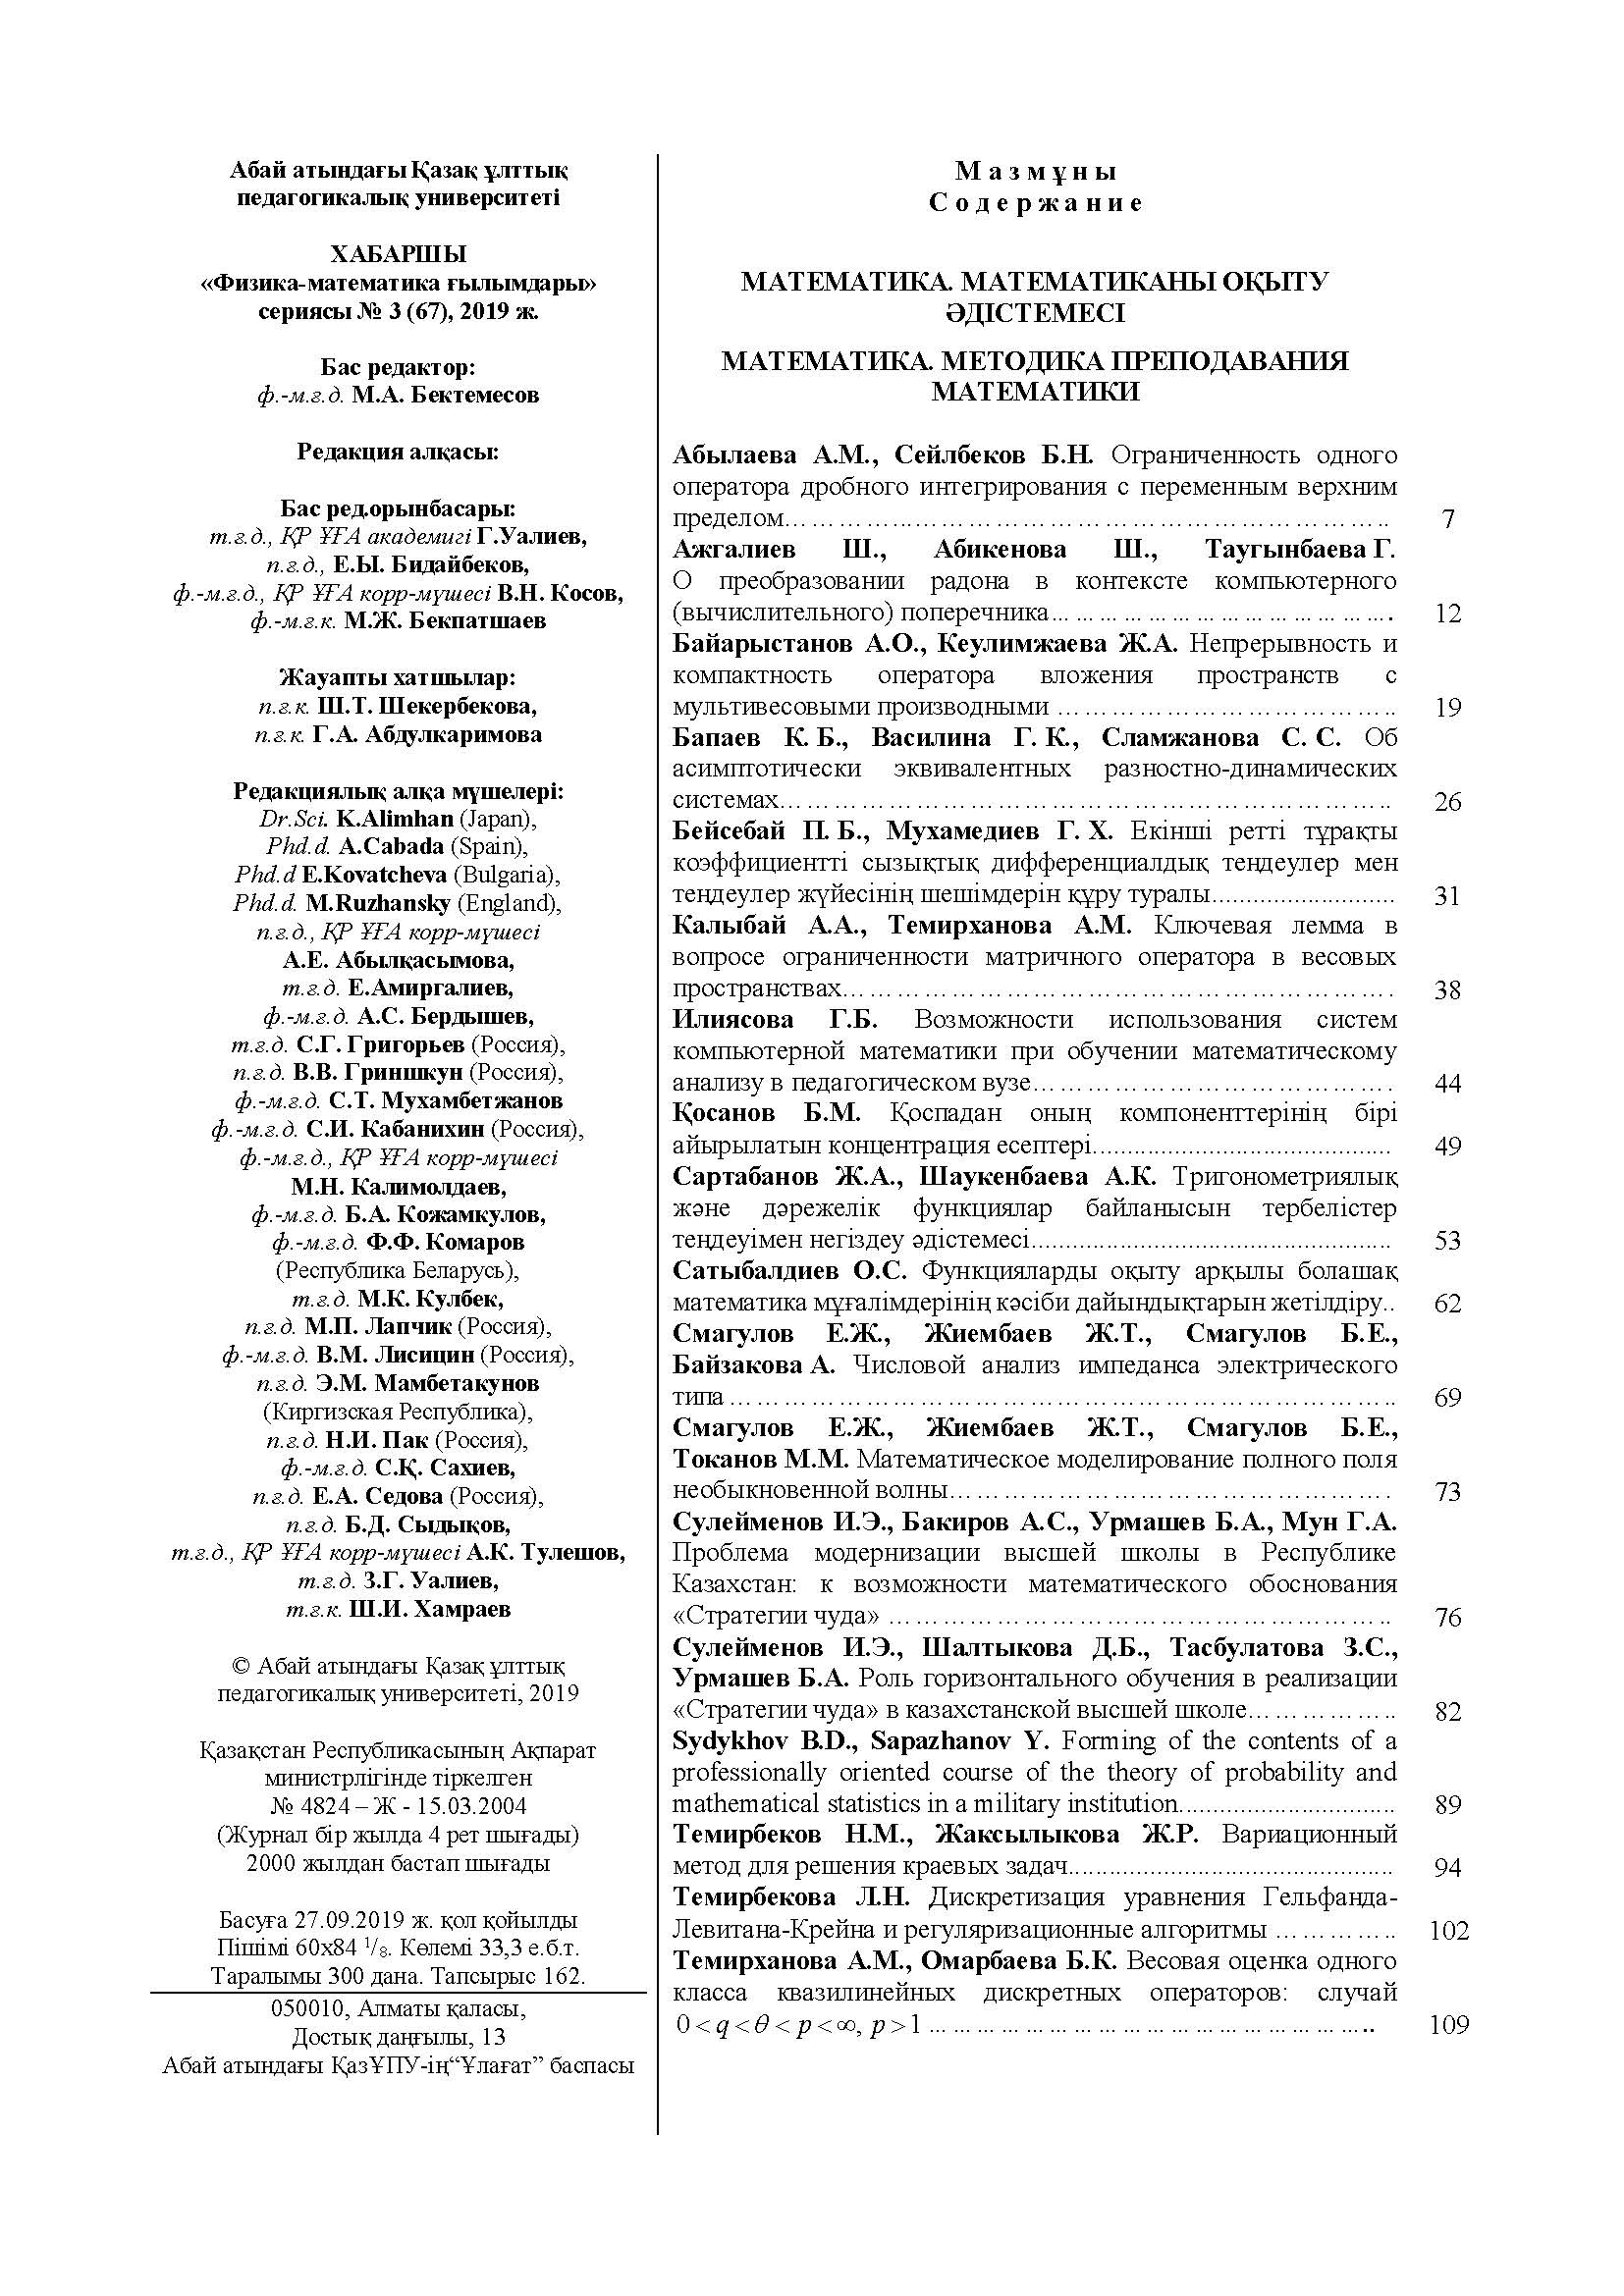 Абай атындағы Қазақ ұлттық
педагогикалық университеті
ХАБАРШЫ
«Физика-математика ғылымдары»
сериясы № 3 (67), 2019 ж.
Бас редактор:
ф.-м.ғ.д. М.А. Бектемесов
Редакция алқасы:
Бас ред.орынбасары:
т.ғ.д., ҚР ҰҒА академигі Г.Уалиев,
п.ғ.д., Е.Ы. Бидайбеков,
ф.-м.ғ.д., ҚР ҰҒА корр-мүшесі В.Н. Косов,
ф.-м.ғ.к. М.Ж. Бекпатшаев
Жауапты хатшылар:
п.ғ.к. Ш.Т. Шекербекова,
п.ғ.к. Г.А. Абдулкаримова
Редакциялық алқа мүшелері:
Dr.Sci. K.Alimhan (Japan),
Phd.d. A.Cabada (Spain),
Phd.d E.Kovatcheva (Bulgaria),
Phd.d. M.Ruzhansky (England),
п.ғ.д., ҚР ҰҒА корр-мүшесі
А.Е. Абылқасымова,
т.ғ.д. Е.Амиргалиев,
ф.-м.ғ.д. А.С. Бердышев,
т.ғ.д. С.Г. Григорьев (Россия),
п.ғ.д. В.В. Гриншкун (Россия),
ф.-м.ғ.д. С.Т. Мухамбетжанов
ф.-м.ғ.д. С.И. Кабанихин (Россия),
ф.-м.ғ.д., ҚР ҰҒА корр-мүшесі
М.Н. Калимолдаев,
ф.-м.ғ.д. Б.А. Кожамкулов,
ф.-м.ғ.д. Ф.Ф. Комаров
(Республика Беларусь),
т.ғ.д. М.К. Кулбек,
п.ғ.д. М.П. Лапчик (Россия),
ф.-м.ғ.д. В.М. Лисицин (Россия),
п.ғ.д. Э.М. Мамбетакунов
(Киргизская Республика),
п.ғ.д. Н.И. Пак (Россия),
ф.-м.ғ.д. С.Қ. Сахиев,
п.ғ.д. Е.А. Седова (Россия),
п.ғ.д. Б.Д. Сыдықов,
т.ғ.д., ҚР ҰҒА корр-мүшесі А.К. Тулешов,
т.ғ.д. З.Г. Уалиев,
т.ғ.к. Ш.И. Хамраев
© Абай атындағы Қазақ ұлттық
педагогикалық университеті, 2019
Қазақстан Республикасының Ақпарат
министрлігінде тіркелген
№ 4824 – Ж - 15.03.2004
(Журнал бір жылда 4 рет шығады)
2000 жылдан бастап шығады
Басуға 27.09.2019 ж. қол қойылды
Пішімі 60х84 1/8. Көлемі 33,3 е.б.т.
Таралымы 300 дана. Тапсырыс 162.
050010, Алматы қаласы,
Достық даңғылы, 13
Абай атындағы ҚазҰПУ-ің“Ұлағат” баспасы
Мазмұны
Содержание
МАТЕМАТИКА. МАТЕМАТИКАНЫ ОҚЫТУ
ӘДІСТЕМЕСІ
МАТЕМАТИКА. МЕТОДИКА ПРЕПОДАВАНИЯ
МАТЕМАТИКИ
Абылаева А.М., Сейлбеков Б.Н. Ограниченность одного
оператора дробного интегрирования с переменным верхним
пределом……………………………………………………….. 7
Ажгалиев Ш., Абикенова Ш., Таугынбаева Г.
О преобразовании радона в контексте компьютерного
(вычислительного) поперечника……………………………………. 12
Байарыстанов А.О., Кеулимжаева Ж.А. Непрерывность и
компактность оператора вложения пространств с
мультивесовыми производными ……………………………….. 19
Бапаев К. Б., Василина Г. К., Сламжанова С. С. Об
асимптотически эквивалентных разностно-динамических
системах……………………………………………………….. 26
Бейсебай П. Б., Мухамедиев Г. Х. Екінші ретті тұрақты
коэффициентті сызықтық дифференциалдық теңдеулер мен
теңдеулер жүйесінің шешімдерін құру туралы........................... 31
Калыбай А.А., Темирханова А.М. Ключевая лемма в
вопросе ограниченности матричного оператора в весовых
пространствах…………………………………………………. 38
Илиясова Г.Б. Возможности использования систем
компьютерной математики при обучении математическому
анализу в педагогическом вузе…………………………………. 44
Қосанов Б.М. Қоспадан оның компоненттерінің бірі
айырылатын концентрация есептері............................................ 49
Сартабанов Ж.А., Шаукенбаева А.К. Тригонометриялық
және дәрежелік функциялар байланысын тербелістер
теңдеуімен негіздеу әдістемесі..................................................... 53
Сатыбалдиев О.С. Функцияларды оқыту арқылы болашақ
математика мұғалімдерінің кәсіби дайындықтарын жетілдіру.. 62
Смагулов Е.Ж., Жиембаев Ж.Т., Смагулов Б.Е.,
Байзакова А. Числовой анализ импеданса электрического
типа …………………………………………………………….. 69
Смагулов Е.Ж., Жиембаев Ж.Т., Смагулов Б.Е.,
Токанов М.М. Математическое моделирование полного поля
необыкновенной волны………………………………………. 73
Сулейменов И.Э., Бакиров А.С., Урмашев Б.А., Мун Г.А.
Проблема модернизации высшей школы в Республике
Казахстан: к возможности математического обоснования
«Стратегии чуда» …………………………………………….. 76
Сулейменов И.Э., Шалтыкова Д.Б., Тасбулатова З.С.,
Урмашев Б.А. Роль горизонтального обучения в реализации
«Стратегии чуда» в казахстанской высшей школе…………….. 82
Sydykhov B.D., Sapazhanov Y. Forming of the contents of a
professionally oriented course of the theory of probability and
mathematical statistics in a military institution................................ 89
Темирбеков Н.М., Жаксылыкова Ж.Р. Вариационный
метод для решения краевых задач................................................ 94
Темирбекова Л.Н. Дискретизация уравнения Гельфанда-
Левитана-Крейна и регуляризационные алгоритмы ………….. 102
Темирханова А.М., Омарбаева Б.К. Весовая оценка одного
класса квазилинейных дискретных операторов: случай
0 < q < θ < p < ∞, p > 1 …………………………………………….. 109